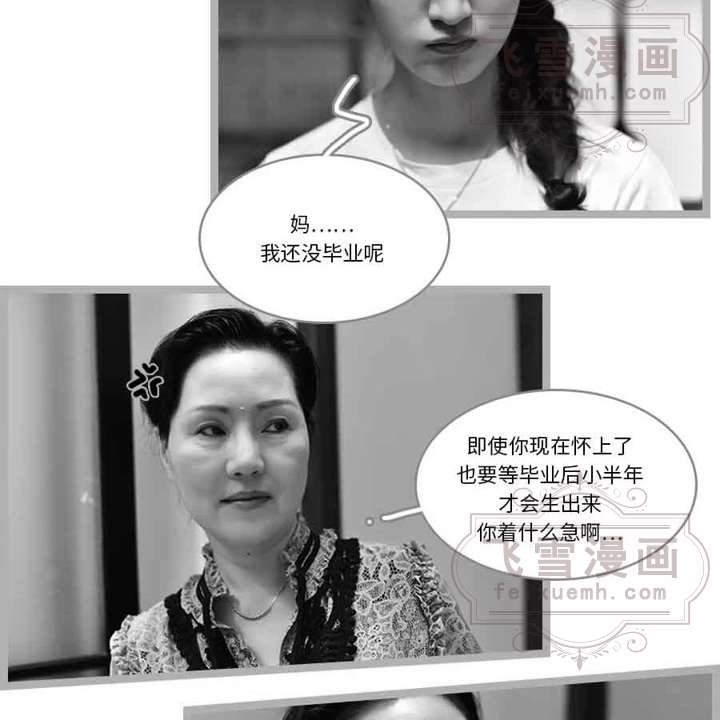 飞雪漫画
feixuemh.com
妈……
我还没毕业呢
即使你现在怀上了
也要等毕业后小半年
才会生出来
你着什么急啊...
飞雪漫画
feixuemh.com